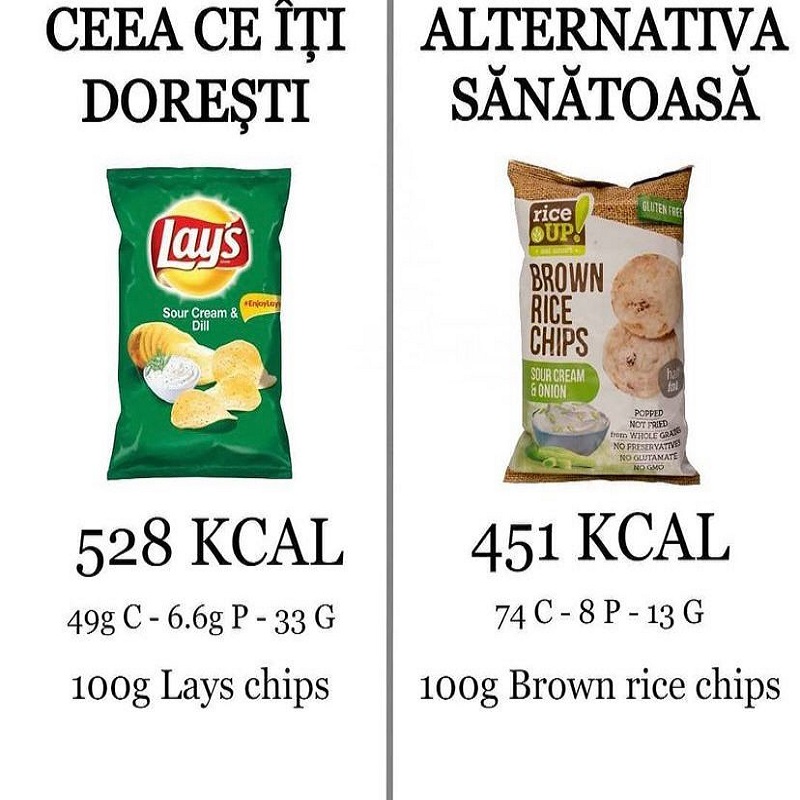 CEEA CE ÎȚI
DOREȘTI
Lay's
#EnjoyLays
Sour Cream &
Dill
528 KCAL
49g C - 6.6g P - 33 G
100g Lays chips
ALTERNATIVA
SĂNĂTOASĂ
GLUTEN FREE
rice
UP!
BROWN
RICE
CHIPS
SOUR CREAM
& ONION
POPPED
NOT FRIED
from WHOLE GRAINS
NO PRESERVATIVES
NO GLUTAMATE
NO GMO
451 KCAL
74 C - 8 P - 13 G
100g Brown rice chips